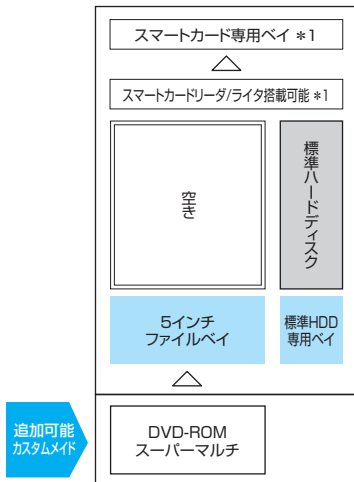 スマートカード専用ベイ *1
スマートカードリーダ/ライタ搭載可能 *1
空き
標準ハードディスク
5インチ
ファイルベイ
標準HDD
専用ベイ
追加可能
カスタムメイド
DVD-ROM
スーパーマルチ